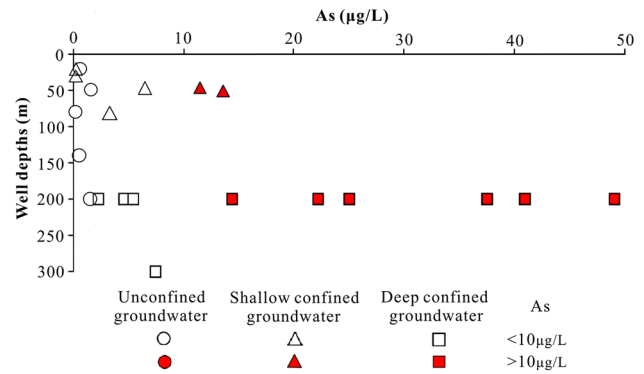 As (µg/L)
0 10 20 30 40 50
Well depths (m)
0
50
100
150
200
250
300
Unconfined groundwater
Shallow confined groundwater
Deep confined groundwater
As
<10µg/L
>10µg/L